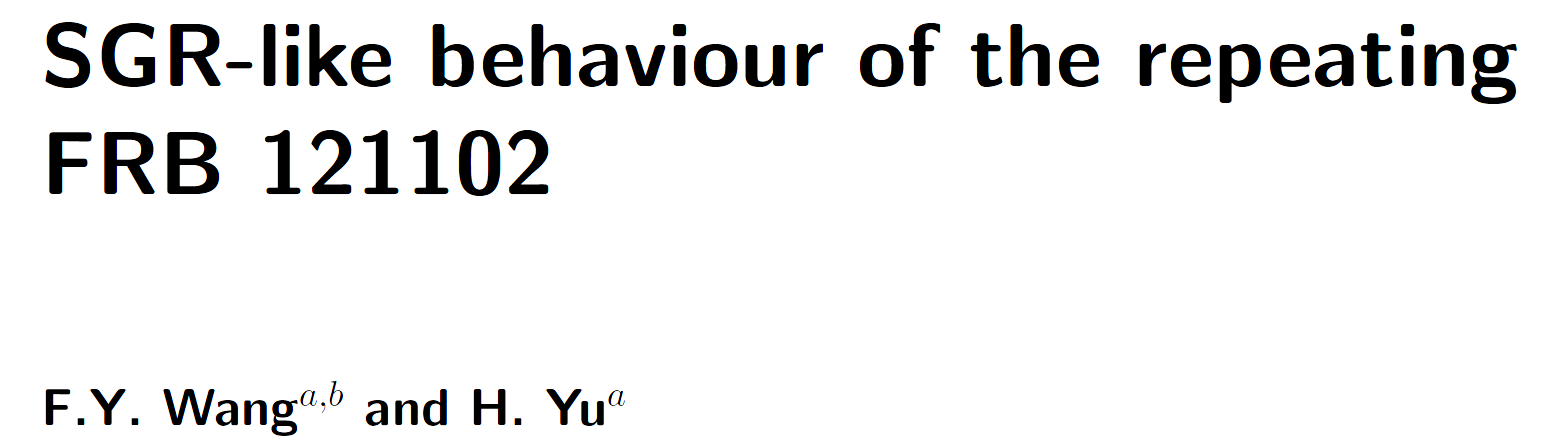 SGR-like behaviour of the repeating
FRB 121102
F.Y. Wang^{a,b} and H. Yu^{a}